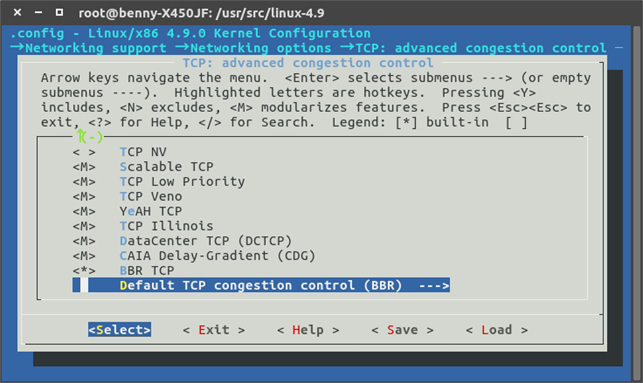 root@benny-X450JF: /usr/src/linux-4.9
.config - Linux/x86 4.9.0 Kernel Configuration
→Networking support →Networking options →TCP: advanced congestion control
TCP: advanced congestion control
Arrow keys navigate the menu.  <Enter> selects submenus ---> (or empty
submenus ----).  Highlighted letters are hotkeys.  Pressing <Y>
includes, <N> excludes, <M> modularizes features.  Press <Esc><Esc> to
exit, <?> for Help, </> for Search.  Legend: [*] built-in  [ ]
↑(-)
< >   TCP NV
<M>   Scalable TCP
<M>   TCP Low Priority
<M>   TCP Veno
<M>   YeAH TCP
<M>   TCP Illinois
<M>   DataCenter TCP (DCTCP)
<M>   CAIA Delay-Gradient (CDG)
<*>   BBR TCP
Default TCP congestion control (BBR)  --->
<Select>    < Exit >    < Help >    < Save >    < Load >